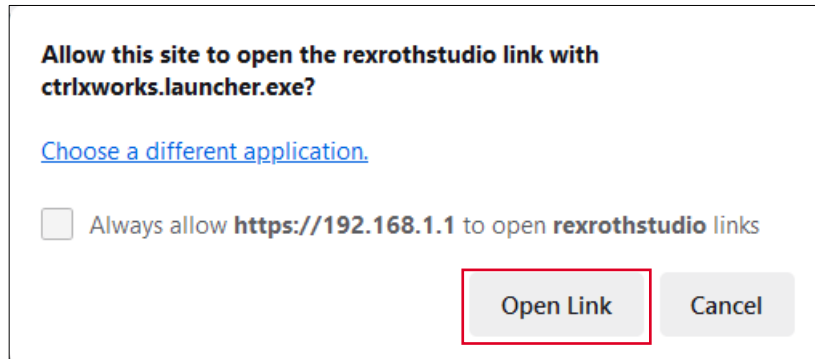 Allow this site to open the rexrothstudio link with
ctrlxworks.launcher.exe?
Choose a different application.
Always allow https://192.168.1.1 to open rexrothstudio links
Open Link
Cancel